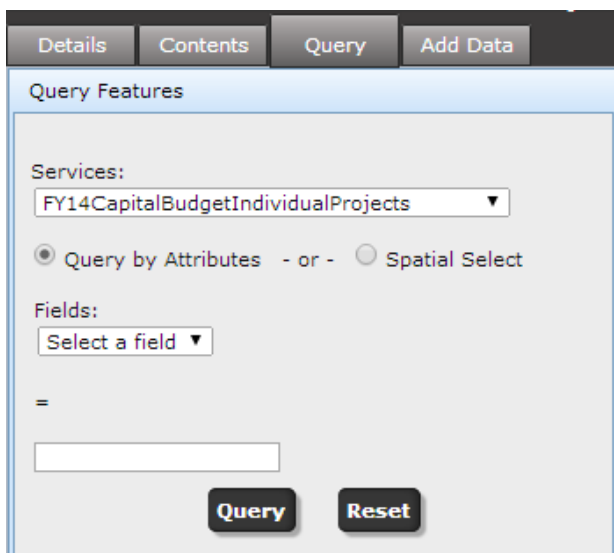 Details Contents Query Add Data
Query Features
Services:
FY14CapitalBudgetIndividualProjects
Query by Attributes - or - Spatial Select
Fields:
Select a field
=
Query Reset